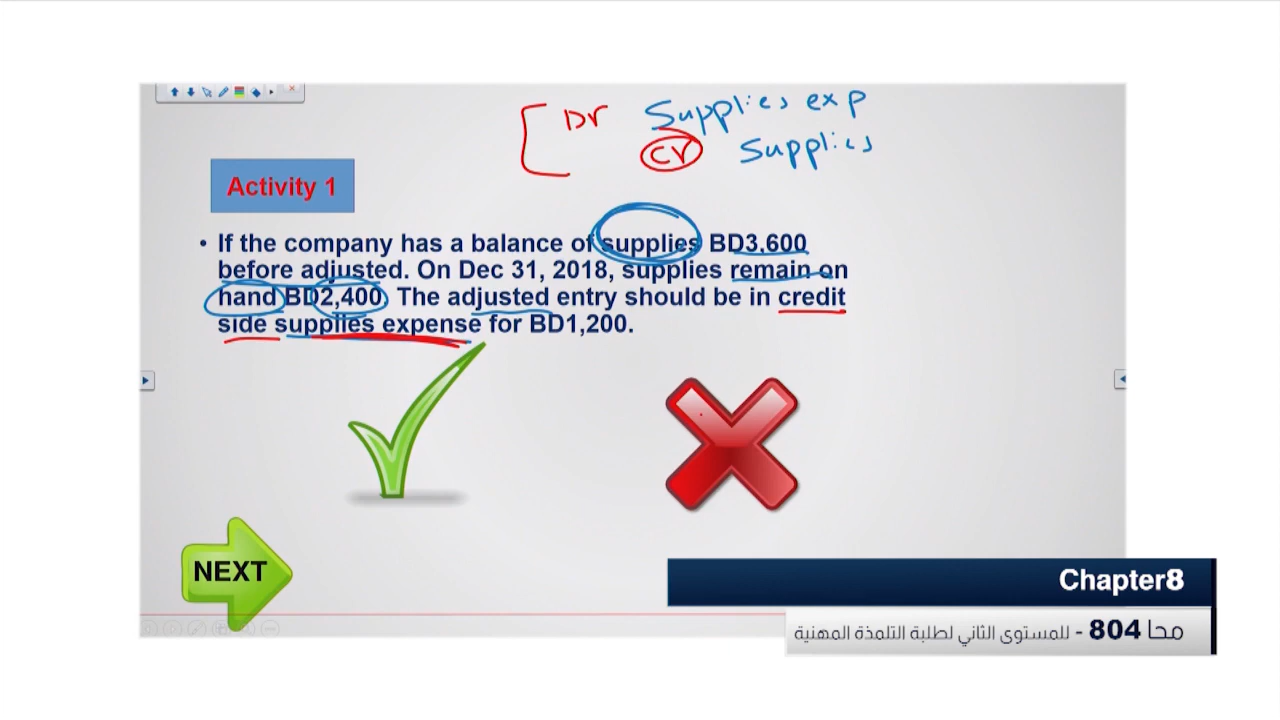 Dr Supplies exp
cr Supplies
Activity 1
• If the company has a balance of supplies BD3,600
before adjusted. On Dec 31, 2018, supplies remain on
hand BD2,400. The adjusted entry should be in credit
side supplies expense for BD1,200.
NEXT
Chapter8
محا 804 - للمستوى الثاني لطلبة التلمذة المهنية